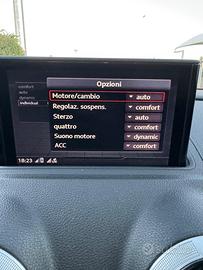 Opzioni
comfort
auto
dynamic
individual
Motore/cambio auto
Regolaz. sospens. comfort
Sterzo auto
quattro comfort
Suono motore dynamic
ACC comfort
18:23